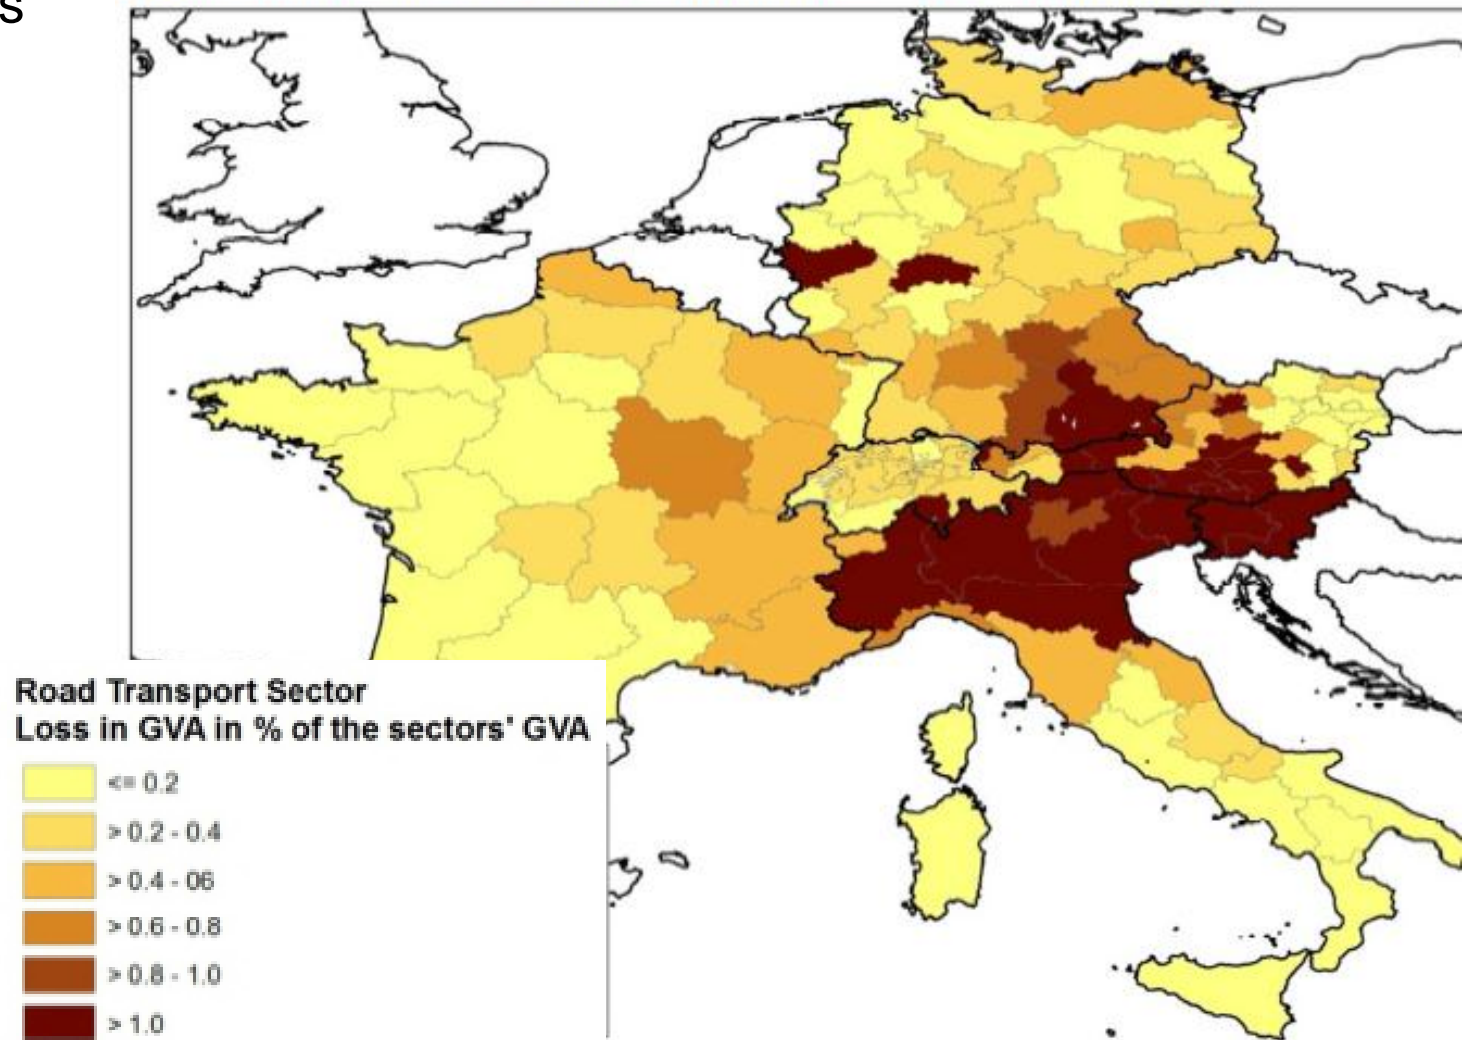 s
Road Transport Sector
Loss in GVA in % of the sectors' GVA
<= 0.2
> 0.2 - 0.4
> 0.4 - 06
> 0.6 - 0.8
> 0.8 - 1.0
> 1.0